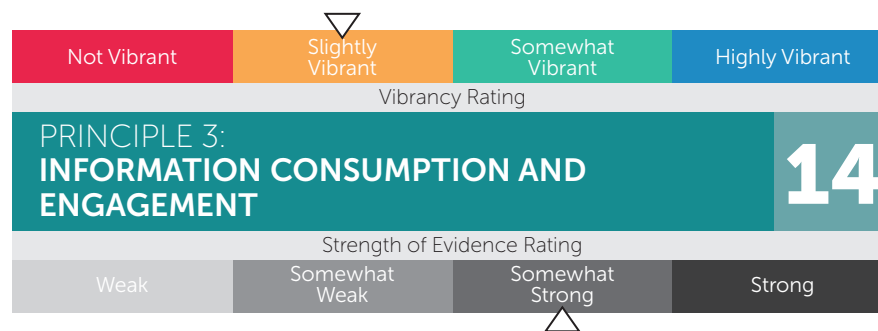 Not Vibrant
Slightly
Vibrant
Somewhat
Vibrant
Highly Vibrant
Vibrancy Rating
PRINCIPLE 3:
INFORMATION CONSUMPTION AND
ENGAGEMENT
14
Strength of Evidence Rating
Weak
Somewhat
Weak
Somewhat
Strong
Strong